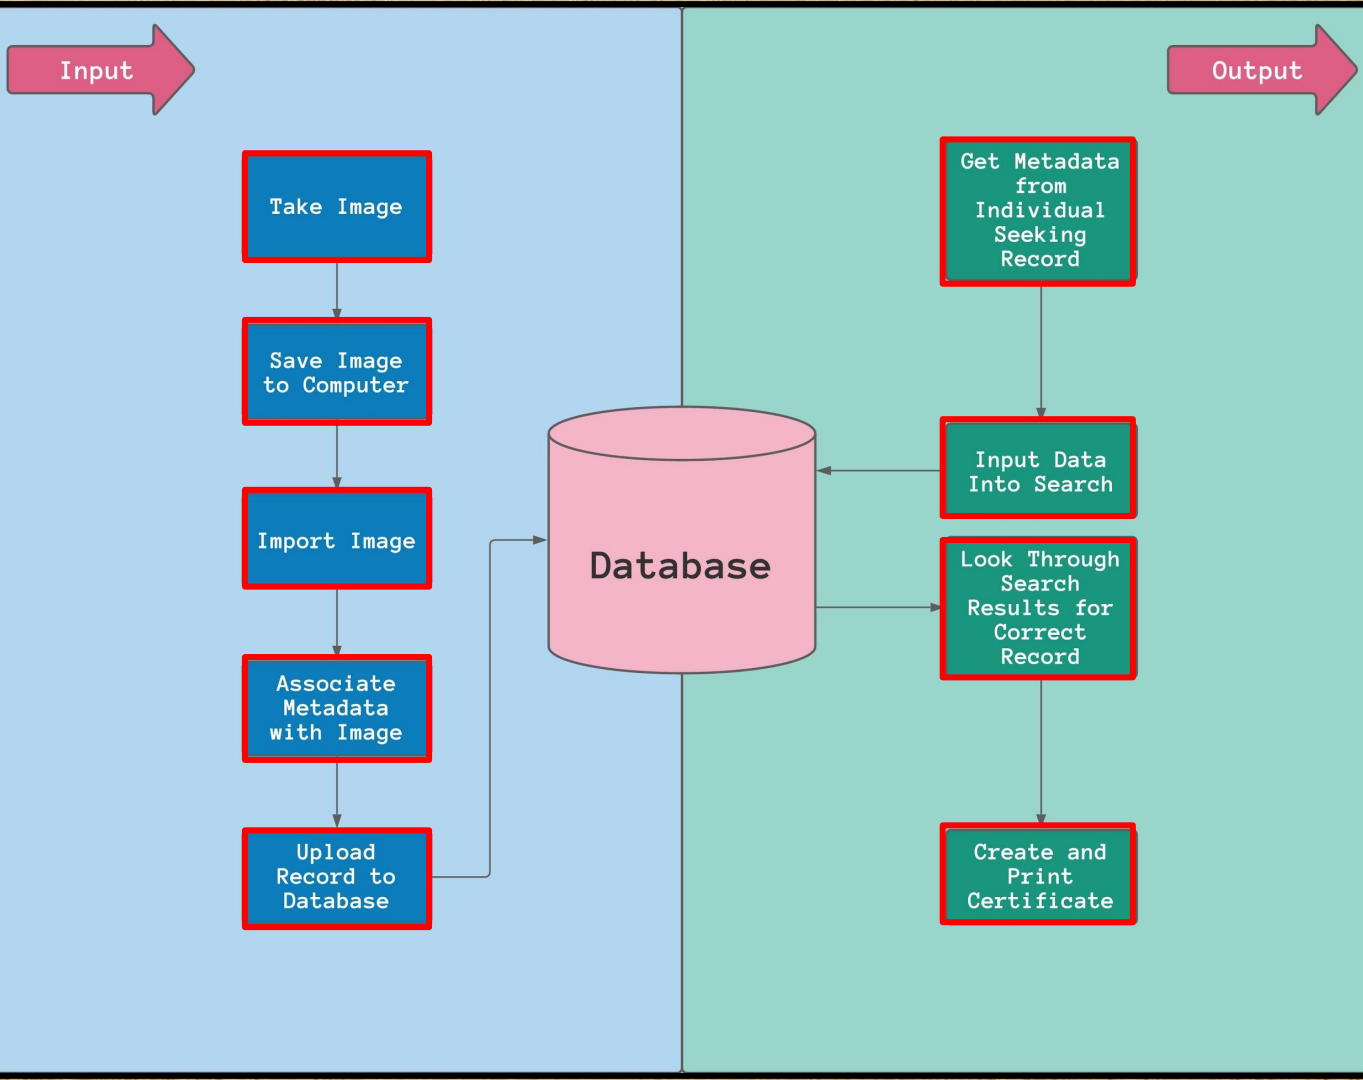 Input
Output
Take Image
Save Image
to Computer
Import Image
Associate
Metadata
with Image
Upload
Record to
Database
Database
Get Metadata
from
Individual
Seeking
Record
Input Data
Into Search
Look Through
Search
Results for
Correct
Record
Create and
Print
Certificate